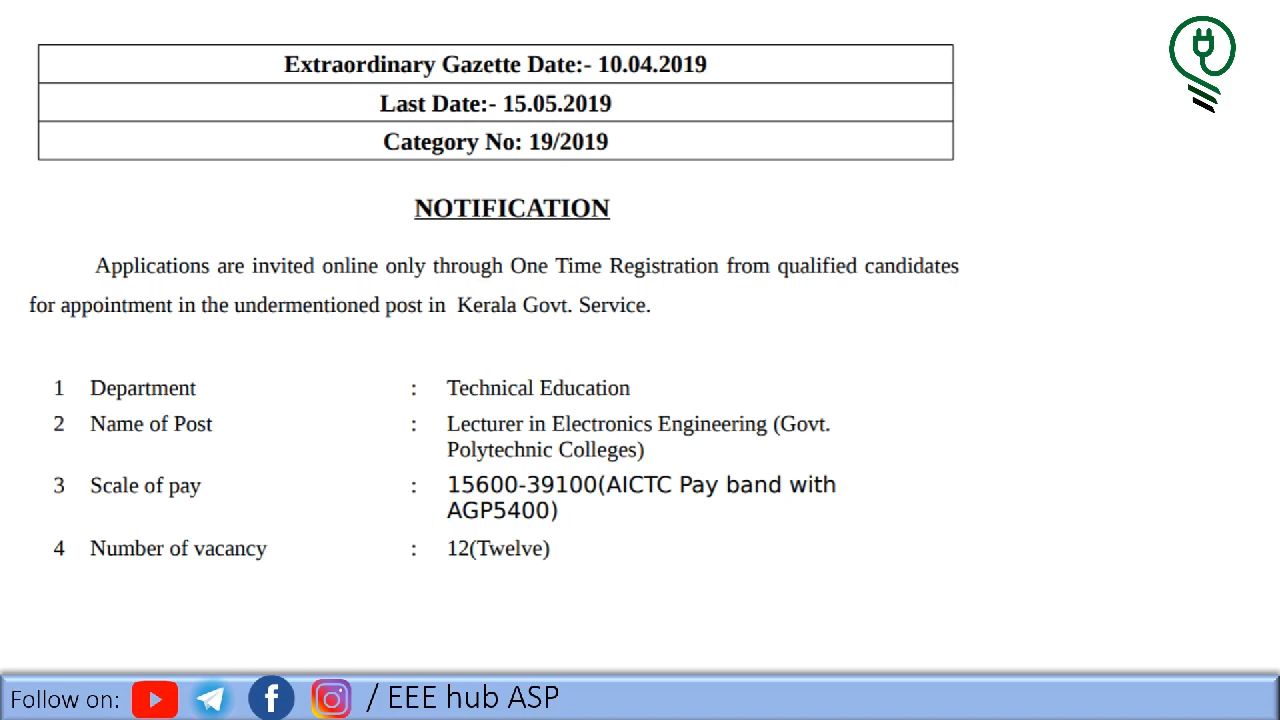 Extraordinary Gazette Date:- 10.04.2019
Last Date:- 15.05.2019
Category No: 19/2019
NOTIFICATION
Applications are invited online only through One Time Registration from qualified candidates
for appointment in the undermentioned post in Kerala Govt. Service.
1 Department : Technical Education
2 Name of Post : Lecturer in Electronics Engineering (Govt.
Polytechnic Colleges)
3 Scale of pay : 15600-39100(AICTC Pay band with
AGP5400)
4 Number of vacancy : 12(Twelve)
Follow on: / EEE hub ASP